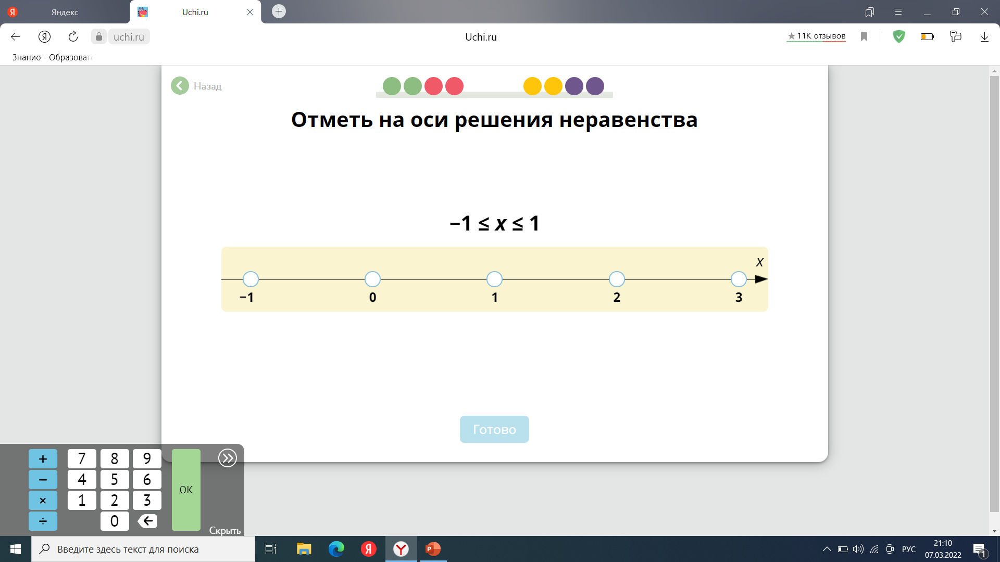 Яндекс
Uchi.ru
uchi.ru
Uchi.ru
★11K отзывов
Знанио - Образоват
Назад
Отметь на оси решения неравенства
−1 ≤ x ≤ 1
x
−1 0 1 2 3
Готово
+ 7 8 9
− 4 5 6
× 1 2 3
÷ 0
OK
Скрыть
Введите здесь текст для поиска
РУС
21:10
07.03.2022
1